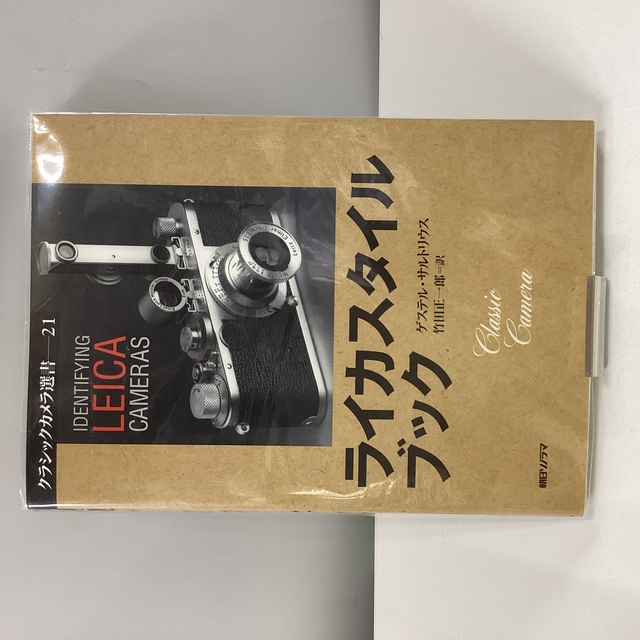 クラシックカメラ選書—21
IDENTIFYING
LEICA
CAMERAS
ライカスタイル
ブック
ゲステル・サルトリウス
竹田正一郎＝訳
Classic
Camera
朝日ソノラマ